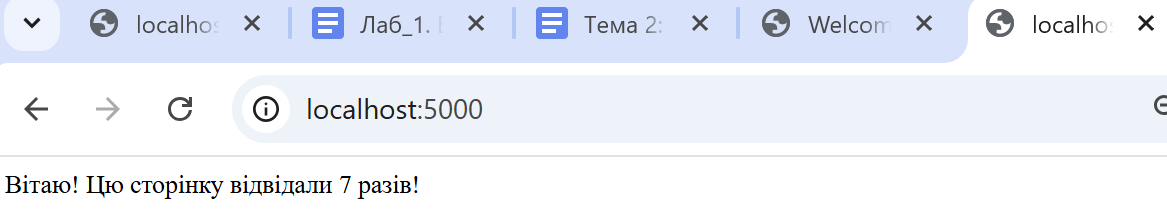 localhos
Лаб_1.
Тема 2:
Welcom
localhos
localhost:5000
Вітаю! Цю сторінку відвідали 7 разів!